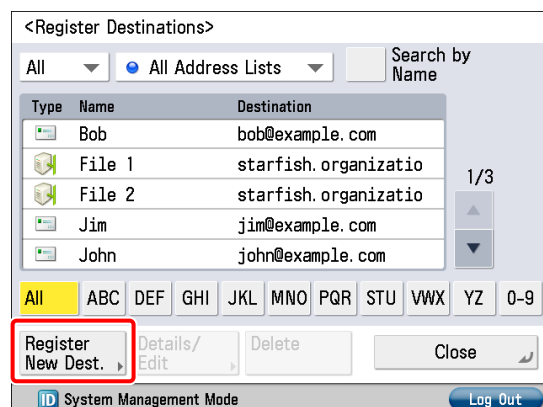 <Register Destinations>
All All Address Lists Search by Name
Type Name Destination
Bob bob@example.com
File 1 starfish.organizatio
File 2 starfish.organizatio
1/3
Jim jim@example.com
John john@example.com
All ABC DEF GHI JKL MNO PQR STU VWX YZ 0-9
Register New Dest. Details/ Edit Delete Close
ID System Management Mode Log Out